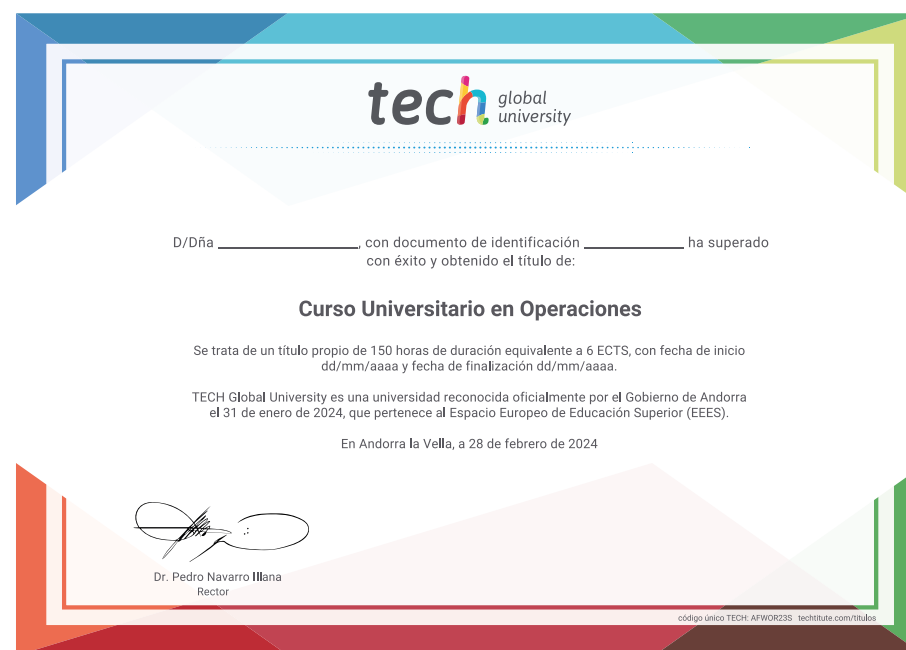 tech global university
D/Dña ____________________, con documento de identificación ______________ ha superado
con éxito y obtenido el título de:
Curso Universitario en Operaciones
Se trata de un título propio de 150 horas de duración equivalente a 6 ECTS, con fecha de inicio
dd/mm/aaaa y fecha de finalización dd/mm/aaaa.
TECH Global University es una universidad reconocida oficialmente por el Gobierno de Andorra
el 31 de enero de 2024, que pertenece al Espacio Europeo de Educación Superior (EEES).
En Andorra la Vella, a 28 de febrero de 2024
Dr. Pedro Navarro Illana
Rector
código único TECH: AFWOR23S techtitute.com/titulos